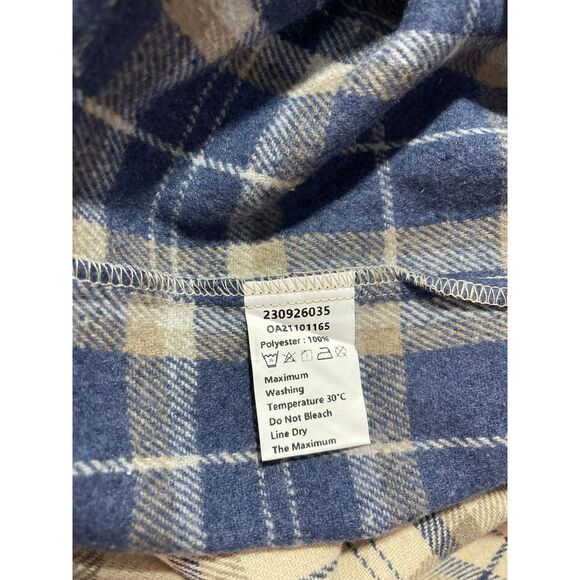 230926035
OA21101165
Polyester : 100%
Maximum
Washing
Temperature 30°C
Do Not Bleach
Line Dry
The Maximum